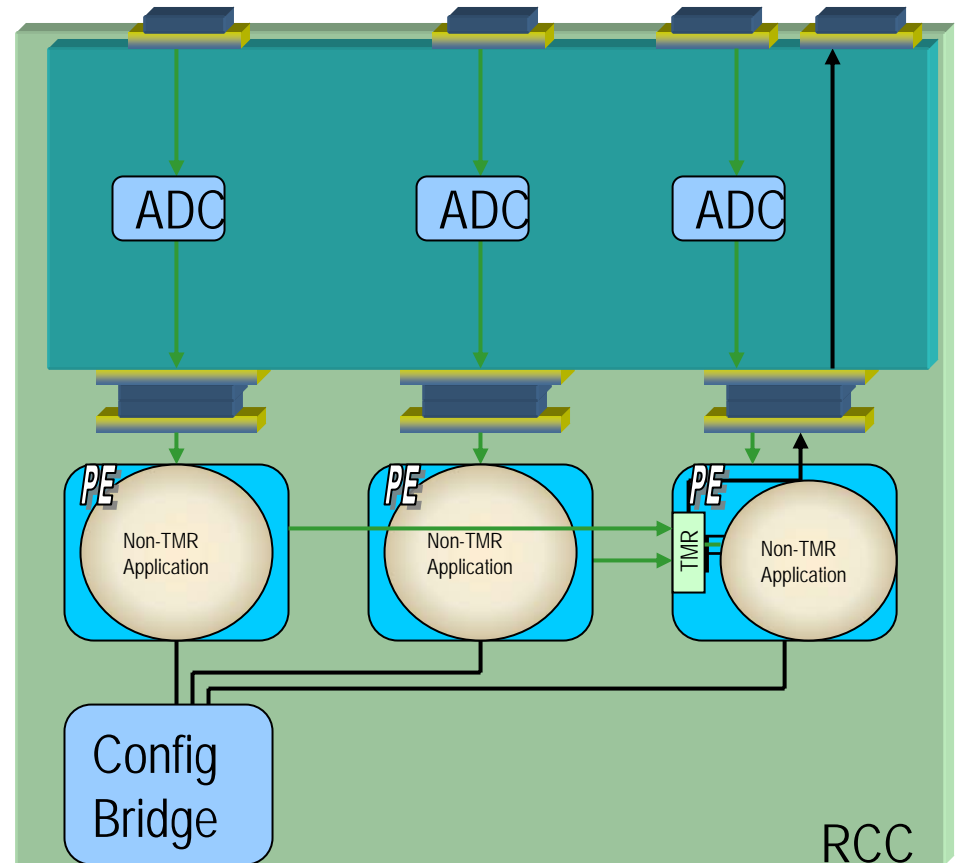 ADC
ADC
ADC
PE
PE
PE
Non-TMR
Application
Non-TMR
Application
TMR
Non-TMR
Application
Config
Bridge
RCC